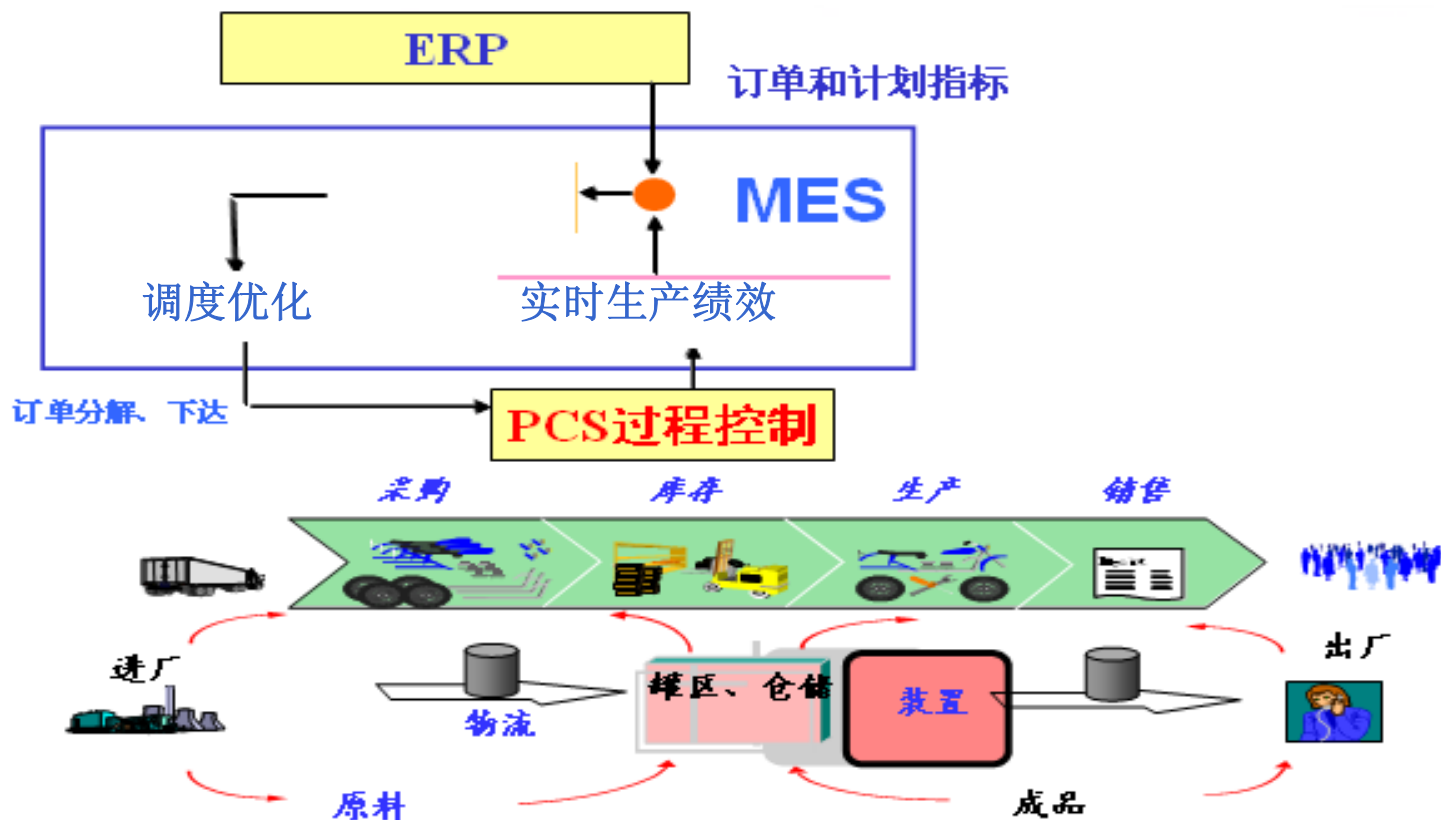 ERP
订单和计划指标
MES
调度优化
实时生产绩效
订单分解、下达
PCS过程控制
采购
库存
生产
销售
进厂
出厂
罐区、仓储
装置
物流
原料
成品